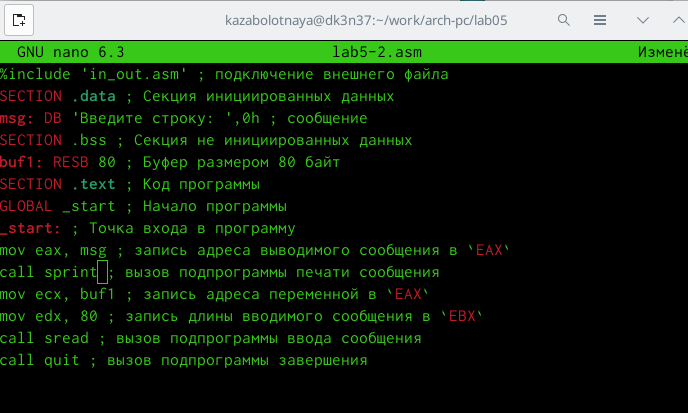 kazabolotnaya@dk3n37:~/work/arch-pc/lab05
GNU nano 6.3 lab5-2.asm Изменё
%include 'in_out.asm' ; подключение внешнего файла
SECTION .data ; Секция инициированных данных
msg: DB 'Введите строку: ',0h ; сообщение
SECTION .bss ; Секция не инициированных данных
buf1: RESB 80 ; Буфер размером 80 байт
SECTION .text ; Код программы
GLOBAL _start ; Начало программы
_start: ; Точка входа в программу
mov eax, msg ; запись адреса выводимого сообщения в `EAX`
call sprint ; вызов подпрограммы печати сообщения
mov ecx, buf1 ; запись адреса переменной в `EAX`
mov edx, 80 ; запись длины вводимого сообщения в `EBX`
call sread ; вызов подпрограммы ввода сообщения
call quit ; вызов подпрограммы завершения